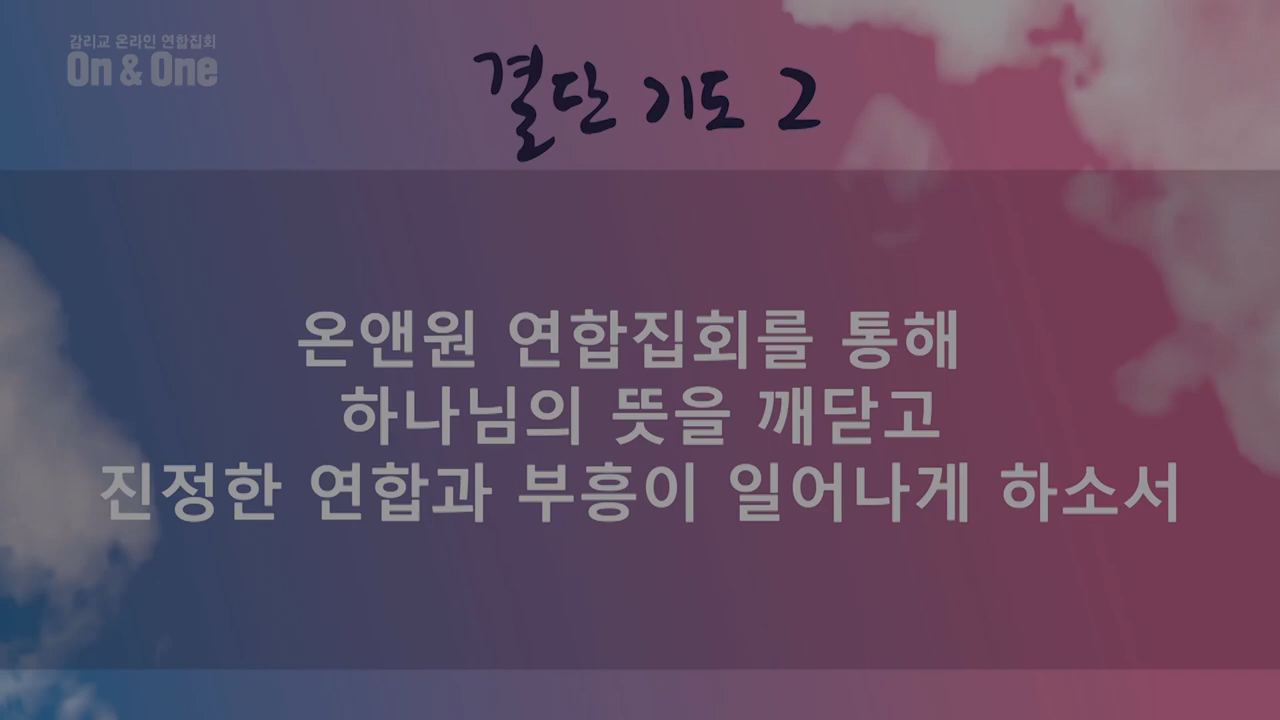 감리교 온라인 연합집회
On & One
결단 기도 2
온앤원 연합집회를 통해
하나님의 뜻을 깨닫고
진정한 연합과 부흥이 일어나게 하소서